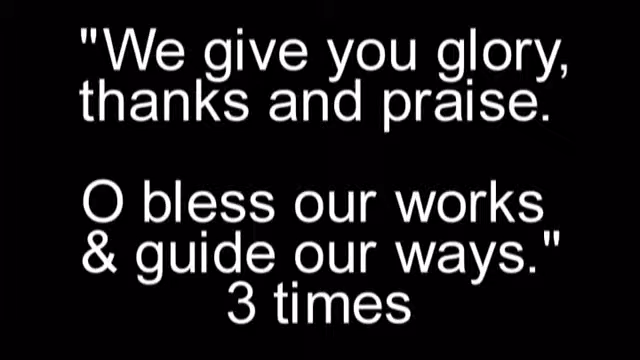 "We give you glory,
thanks and praise.
O bless our works
& guide our ways."
3 times